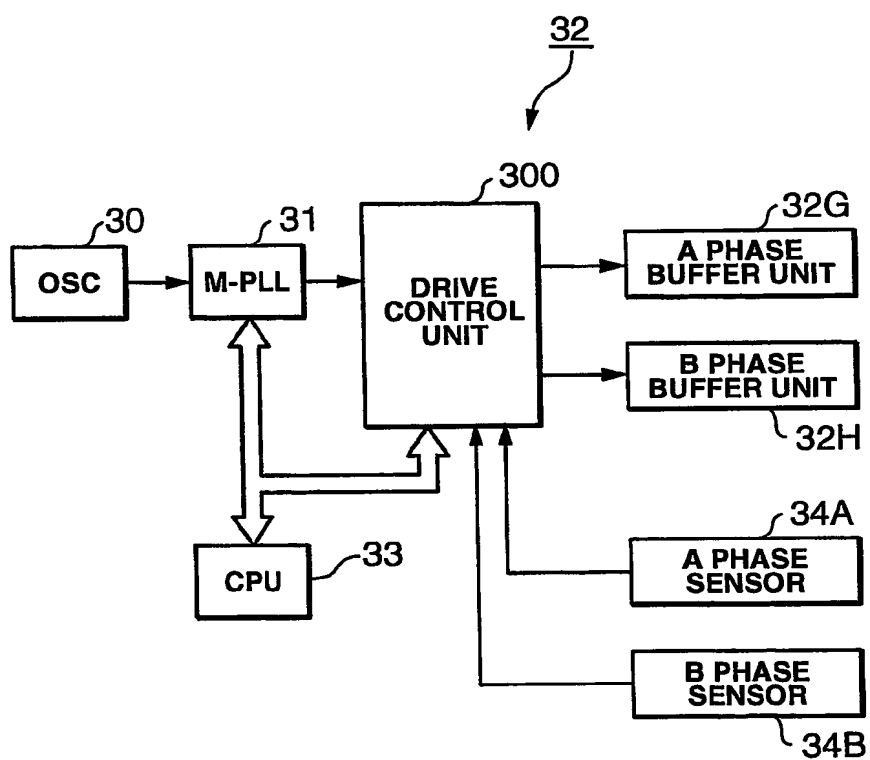 32
300
30
31
32G
OSC
M-PLL
DRIVE
CONTROL
UNIT
A PHASE
BUFFER UNIT
B PHASE
BUFFER UNIT
32H
34A
CPU
33
A PHASE
SENSOR
B PHASE
SENSOR
34B